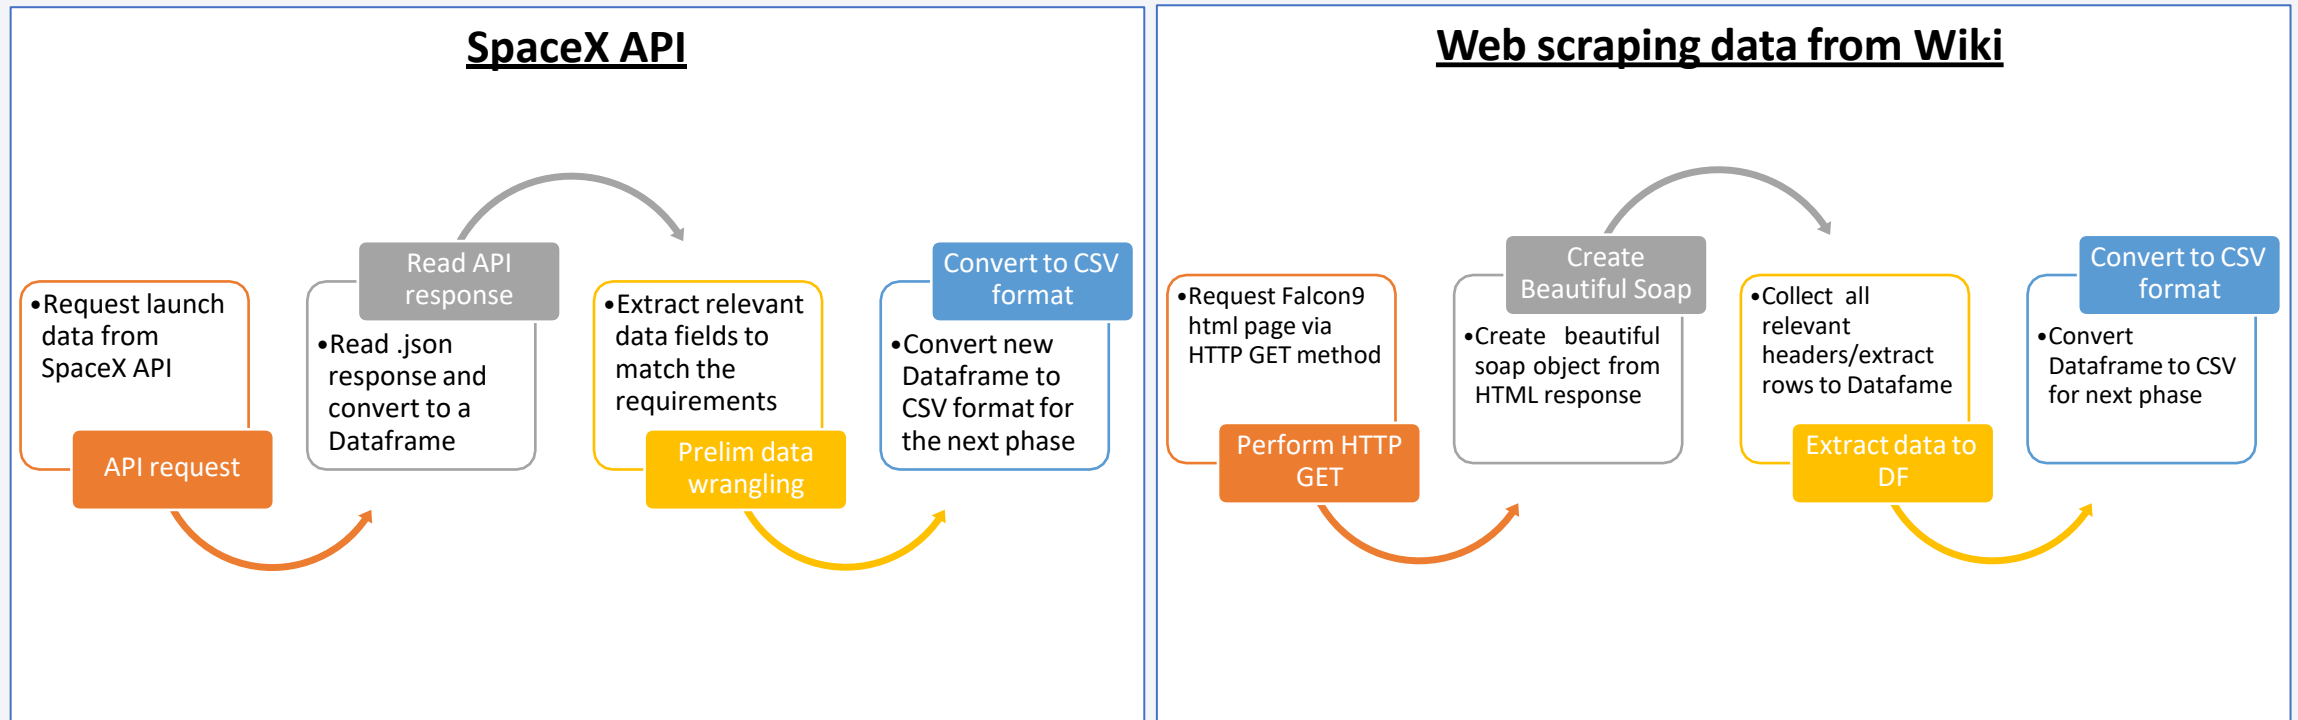 SpaceX API
•Request launch
data from
SpaceX API
API request
Read API
response
•Read .json
response and
convert to a
Dataframe
•Extract relevant
data fields to
match the
requirements
Prelim data
wrangling
Convert to CSV
format
•Convert new
Dataframe to
CSV format for
the next phase
Web scraping data from Wiki
•Request Falcon9
html page via
HTTP GET method
Perform HTTP
GET
Create
Beautiful Soap
•Create beautiful
soap object from
HTML response
•Collect all
relevant
headers/extract
rows to Datafame
Extract data to
DF
Convert to CSV
format
•Convert
Dataframe to CSV
for next phase